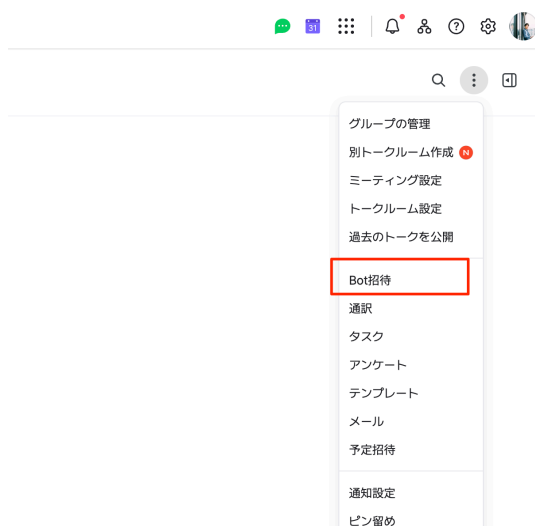 31
グループの管理
別トークルーム作成 N
ミーティング設定
トークルーム設定
過去のトークを公開
Bot招待
通訳
タスク
アンケート
テンプレート
メール
予定招待
通知設定
ピン留め